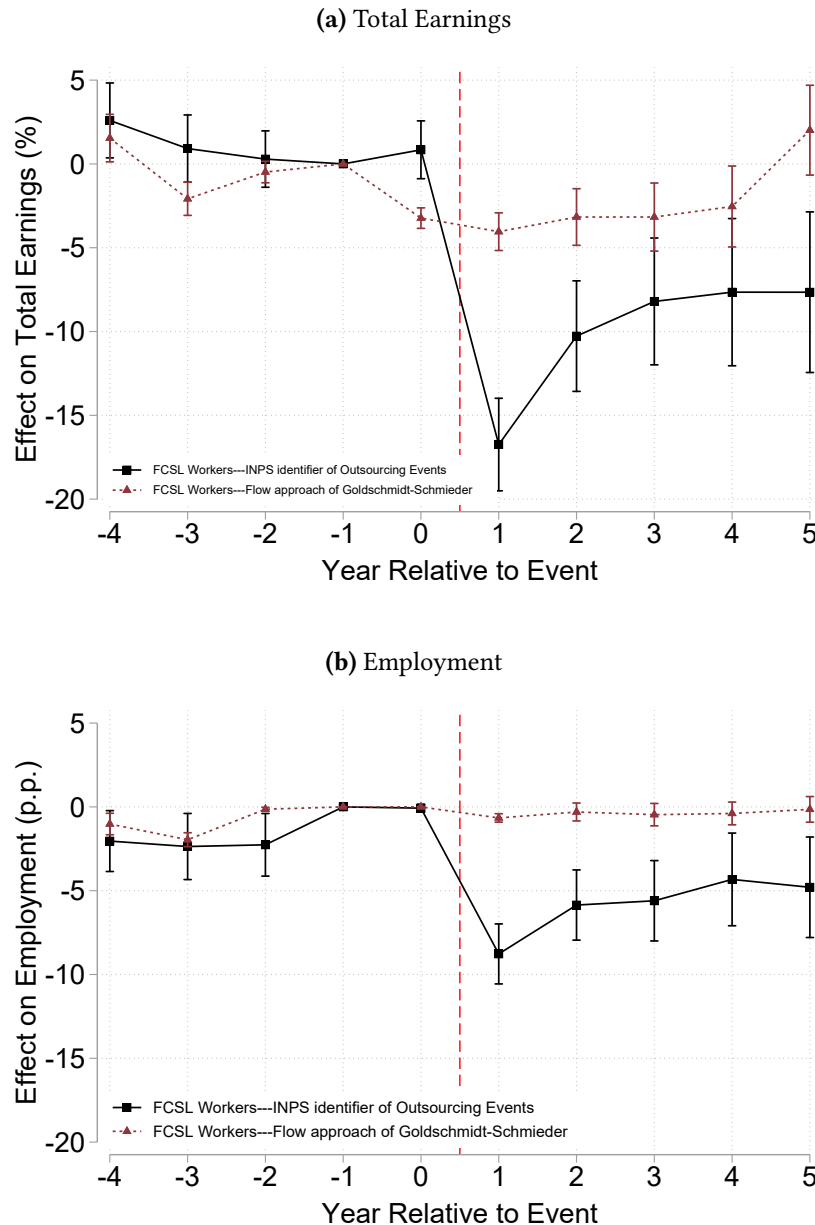 (a) Total Earnings
Effect on Total Earnings (%)
5
0
-5
-10
-15
-20
FCSL Workers---INPS identifier of Outsourcing Events
FCSL Workers---Flow approach of Goldschmidt-Schmieder
-4 -3 -2 -1 0 1 2 3 4 5
Year Relative to Event
(b) Employment
Effect on Employment (p.p.)
5
0
-5
-10
-15
-20
FCSL Workers---INPS identifier of Outsourcing Events
FCSL Workers---Flow approach of Goldschmidt-Schmieder
-4 -3 -2 -1 0 1 2 3 4 5
Year Relative to Event